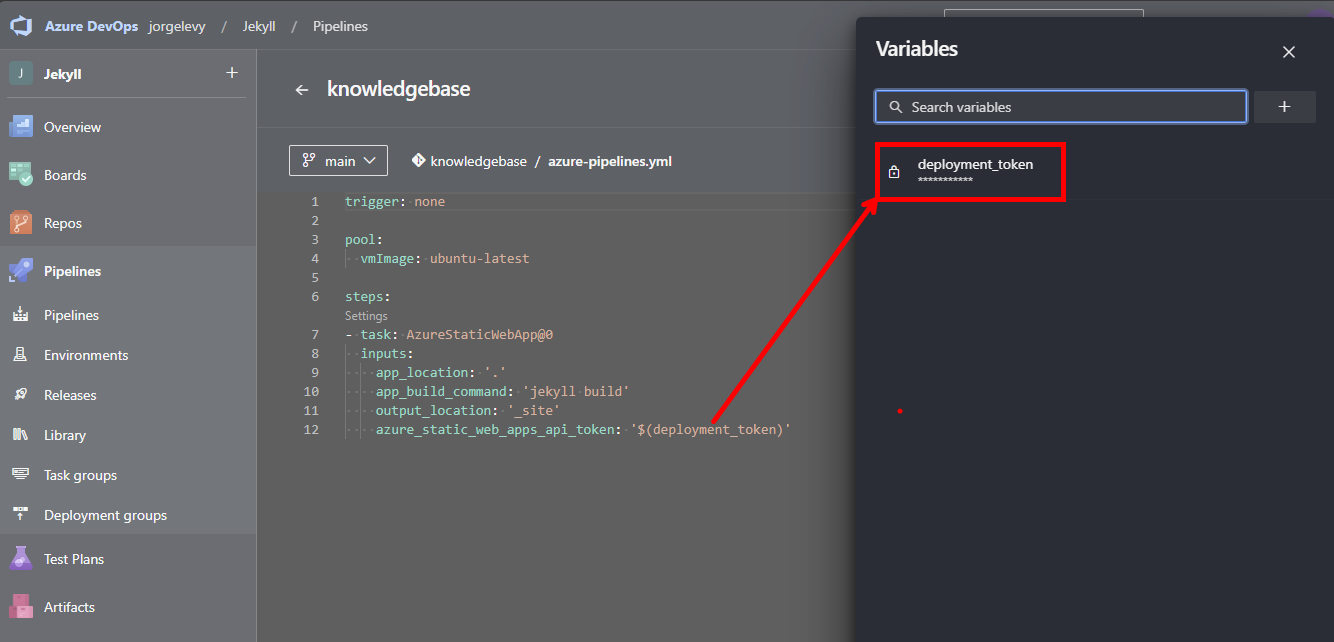 Azure DevOps jorgelevy / Jekyll / Pipelines
J Jekyll +
Overview
Boards
Repos
Pipelines
Pipelines
Environments
Releases
Library
Task groups
Deployment groups
Test Plans
Artifacts
← knowledgebase
main knowledgebase / azure-pipelines.yml
1 trigger: none
2
3 pool:
4 vmImage: ubuntu-latest
5
6 steps:
Settings
7 - task: AzureStaticWebApp@0
8 inputs:
9 app_location: '.'
10 app_build_command: 'jekyll build'
11 output_location: '_site'
12 azure_static_web_apps_api_token: '$(deployment_token)'
Variables
Search variables +
deployment_token
***********